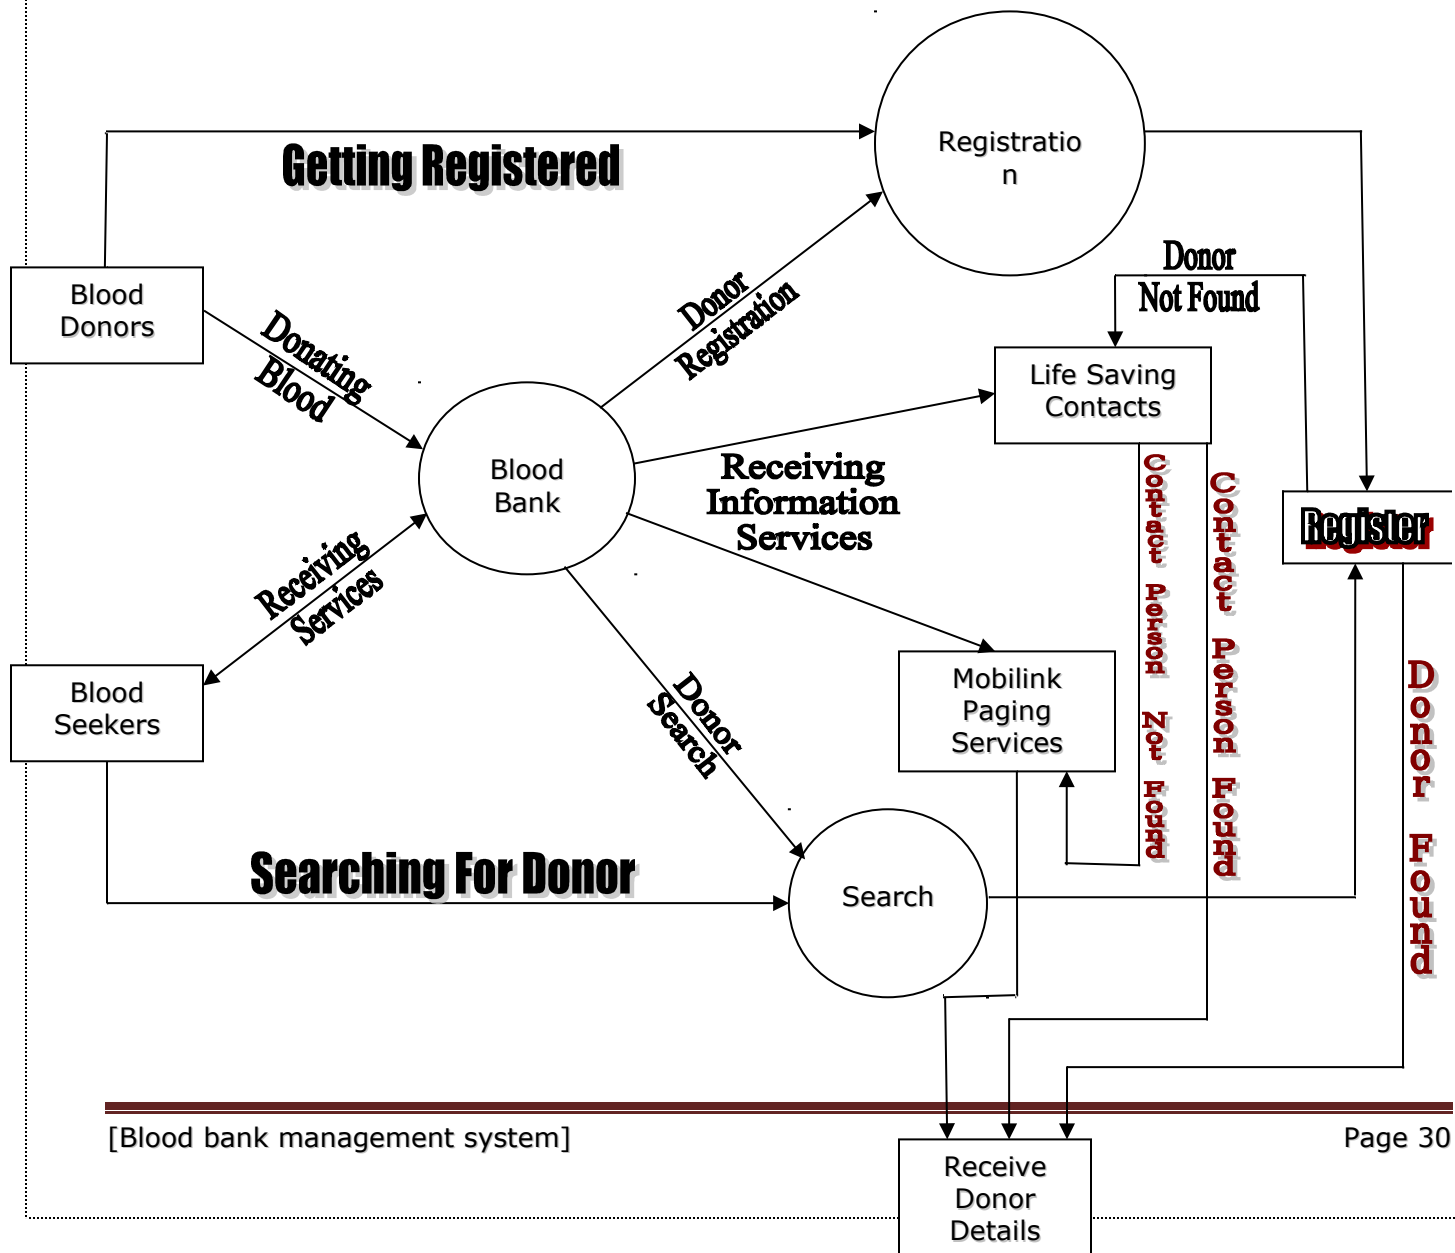 Registratio
n
Getting Registered
Donor
Not Found
Blood
Donors
Donor
Registration
Donating
Blood
Life Saving
Contacts
Blood
Bank
Receiving
Information
Services
Contact Person Not Found
Contact Person Found
Register
Receiving
Services
Blood
Seekers
Mobilink
Paging
Services
Donor
Search
Donor Found
Searching For Donor
Search
[Blood bank management system]
Page 30
Receive
Donor
Details